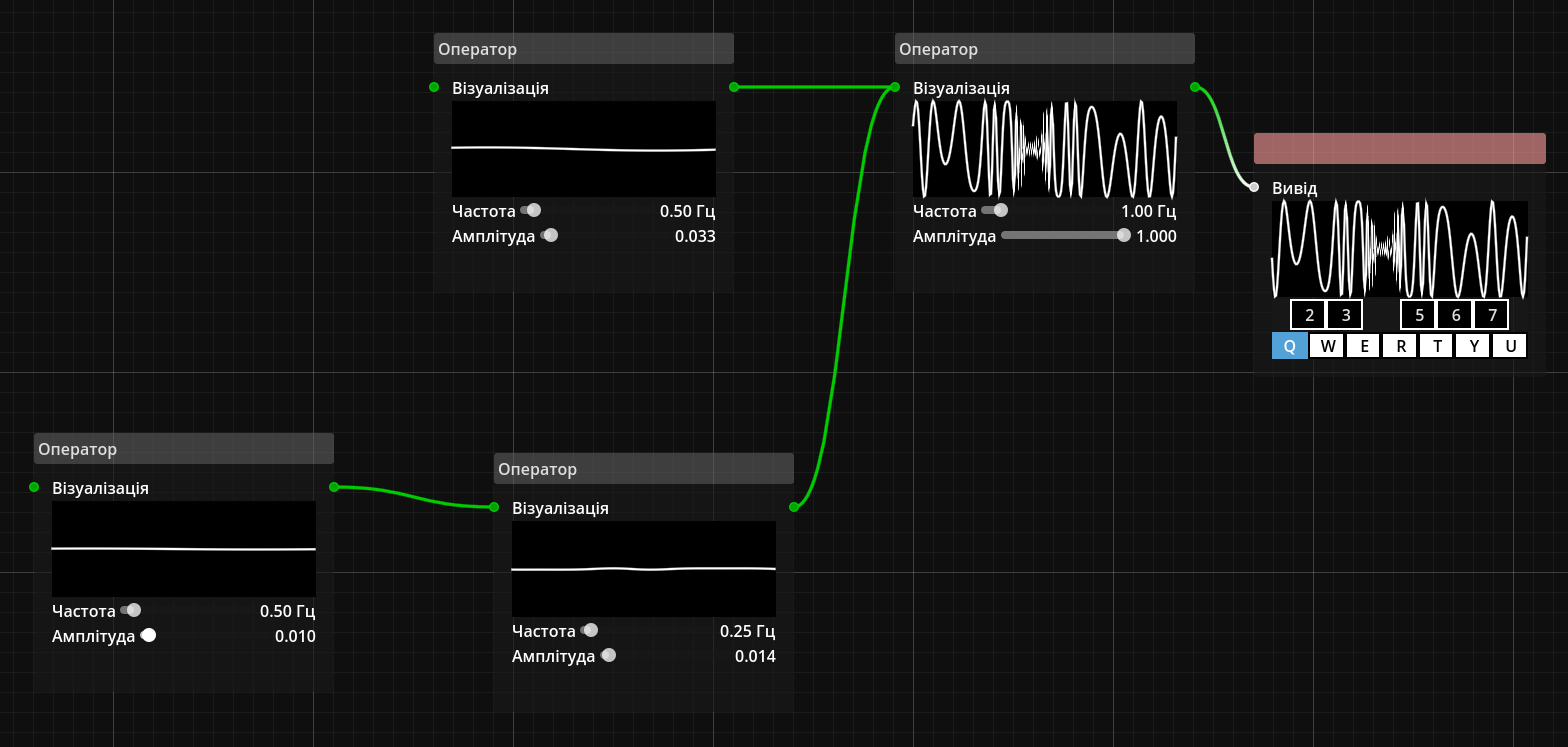 Оператор
Візуалізація
Частота 0.50 Гц
Амплітуда 0.033
Оператор
Візуалізація
Частота 1.00 Гц
Амплітуда 1.000
Вивід
2 3 5 6 7
Q W E R T Y U
Оператор
Візуалізація
Частота 0.50 Гц
Амплітуда 0.010
Оператор
Візуалізація
Частота 0.25 Гц
Амплітуда 0.014